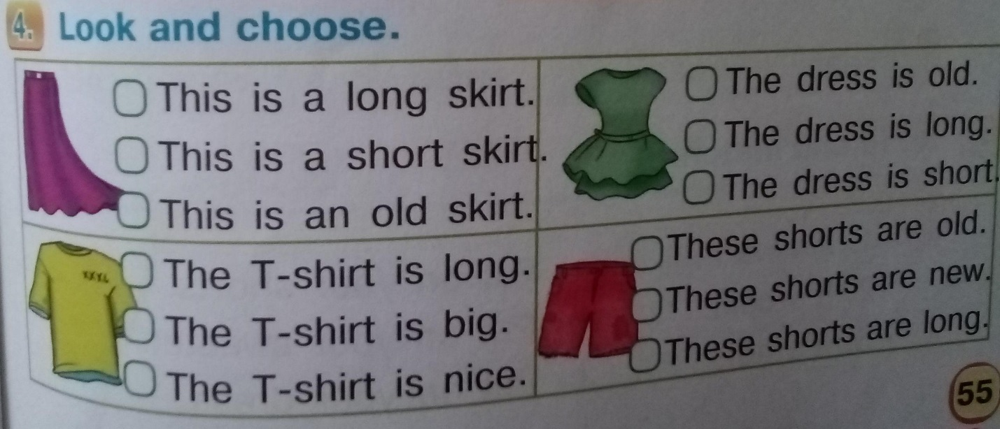 4. Look and choose.
This is a long skirt.
This is a short skirt.
This is an old skirt.
The dress is old.
The dress is long.
The dress is short.
XXXL
The T-shirt is long.
The T-shirt is big.
The T-shirt is nice.
These shorts are old.
These shorts are new.
These shorts are long.
55